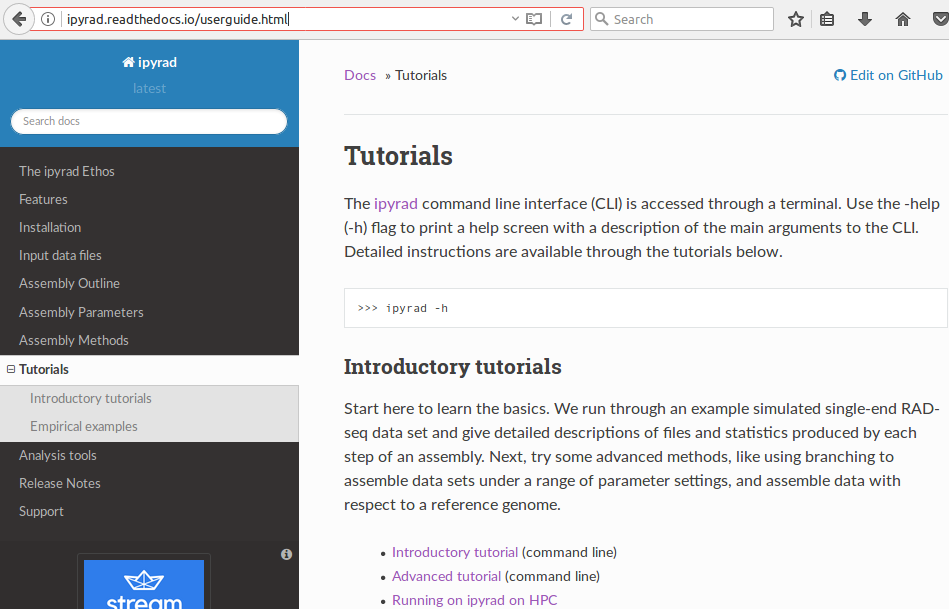 ipyrad.readthedocs.io/userguide.html
Search
ipyrad
latest
Search docs
The ipyrad Ethos
Features
Installation
Input data files
Assembly Outline
Assembly Parameters
Assembly Methods
Tutorials
Introductory tutorials
Empirical examples
Analysis tools
Release Notes
Support
stream
Docs » Tutorials
Edit on GitHub
Tutorials
The ipyrad command line interface (CLI) is accessed through a terminal. Use the -help
(-h) flag to print a help screen with a description of the main arguments to the CLI.
Detailed instructions are available through the tutorials below.
>>> ipyrad -h
Introductory tutorials
Start here to learn the basics. We run through an example simulated single-end RAD-
seq data set and give detailed descriptions of files and statistics produced by each
step of an assembly. Next, try some advanced methods, like using branching to
assemble data sets under a range of parameter settings, and assemble data with
respect to a reference genome.
• Introductory tutorial (command line)
• Advanced tutorial (command line)
• Running on ipyrad on HPC